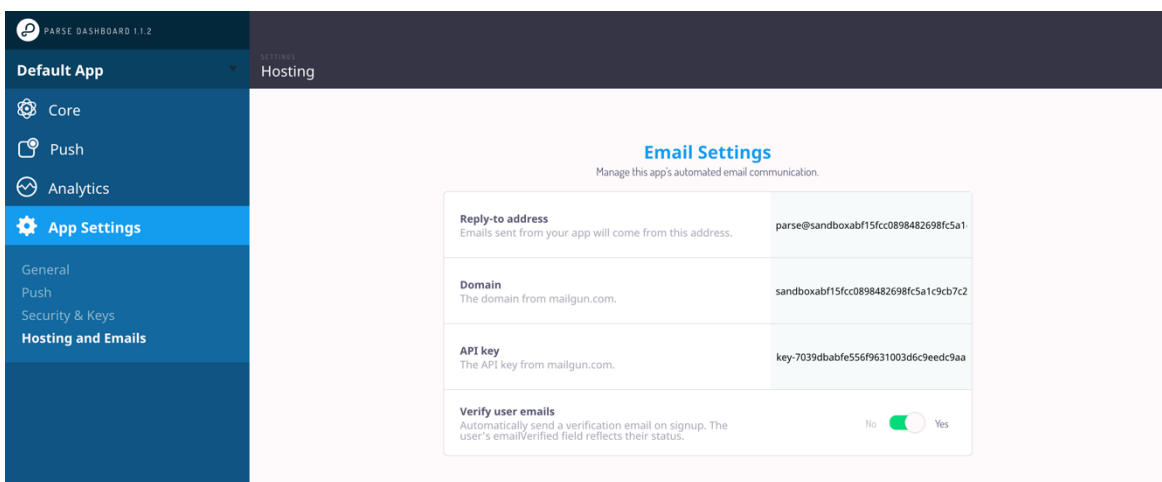 PARSE DASHBOARD 1.1.2
Default App
Core
Push
Analytics
App Settings
General
Push
Security & Keys
Hosting and Emails
SETTINGS
Hosting
Email Settings
Manage this app's automated email communication.
Reply-to address
Emails sent from your app will come from this address.
parse@sandboxabf15fcc0898482698fc5a1
Domain
The domain from mailgun.com.
sandboxabf15fcc0898482698fc5a1c9cb7c2
API key
The API key from mailgun.com.
key-7039dbabfe556f9631003d6c9eedc9aa
Verify user emails
Automatically send a verification email on signup. The
user's emailVerified field reflects their status.
No
Yes